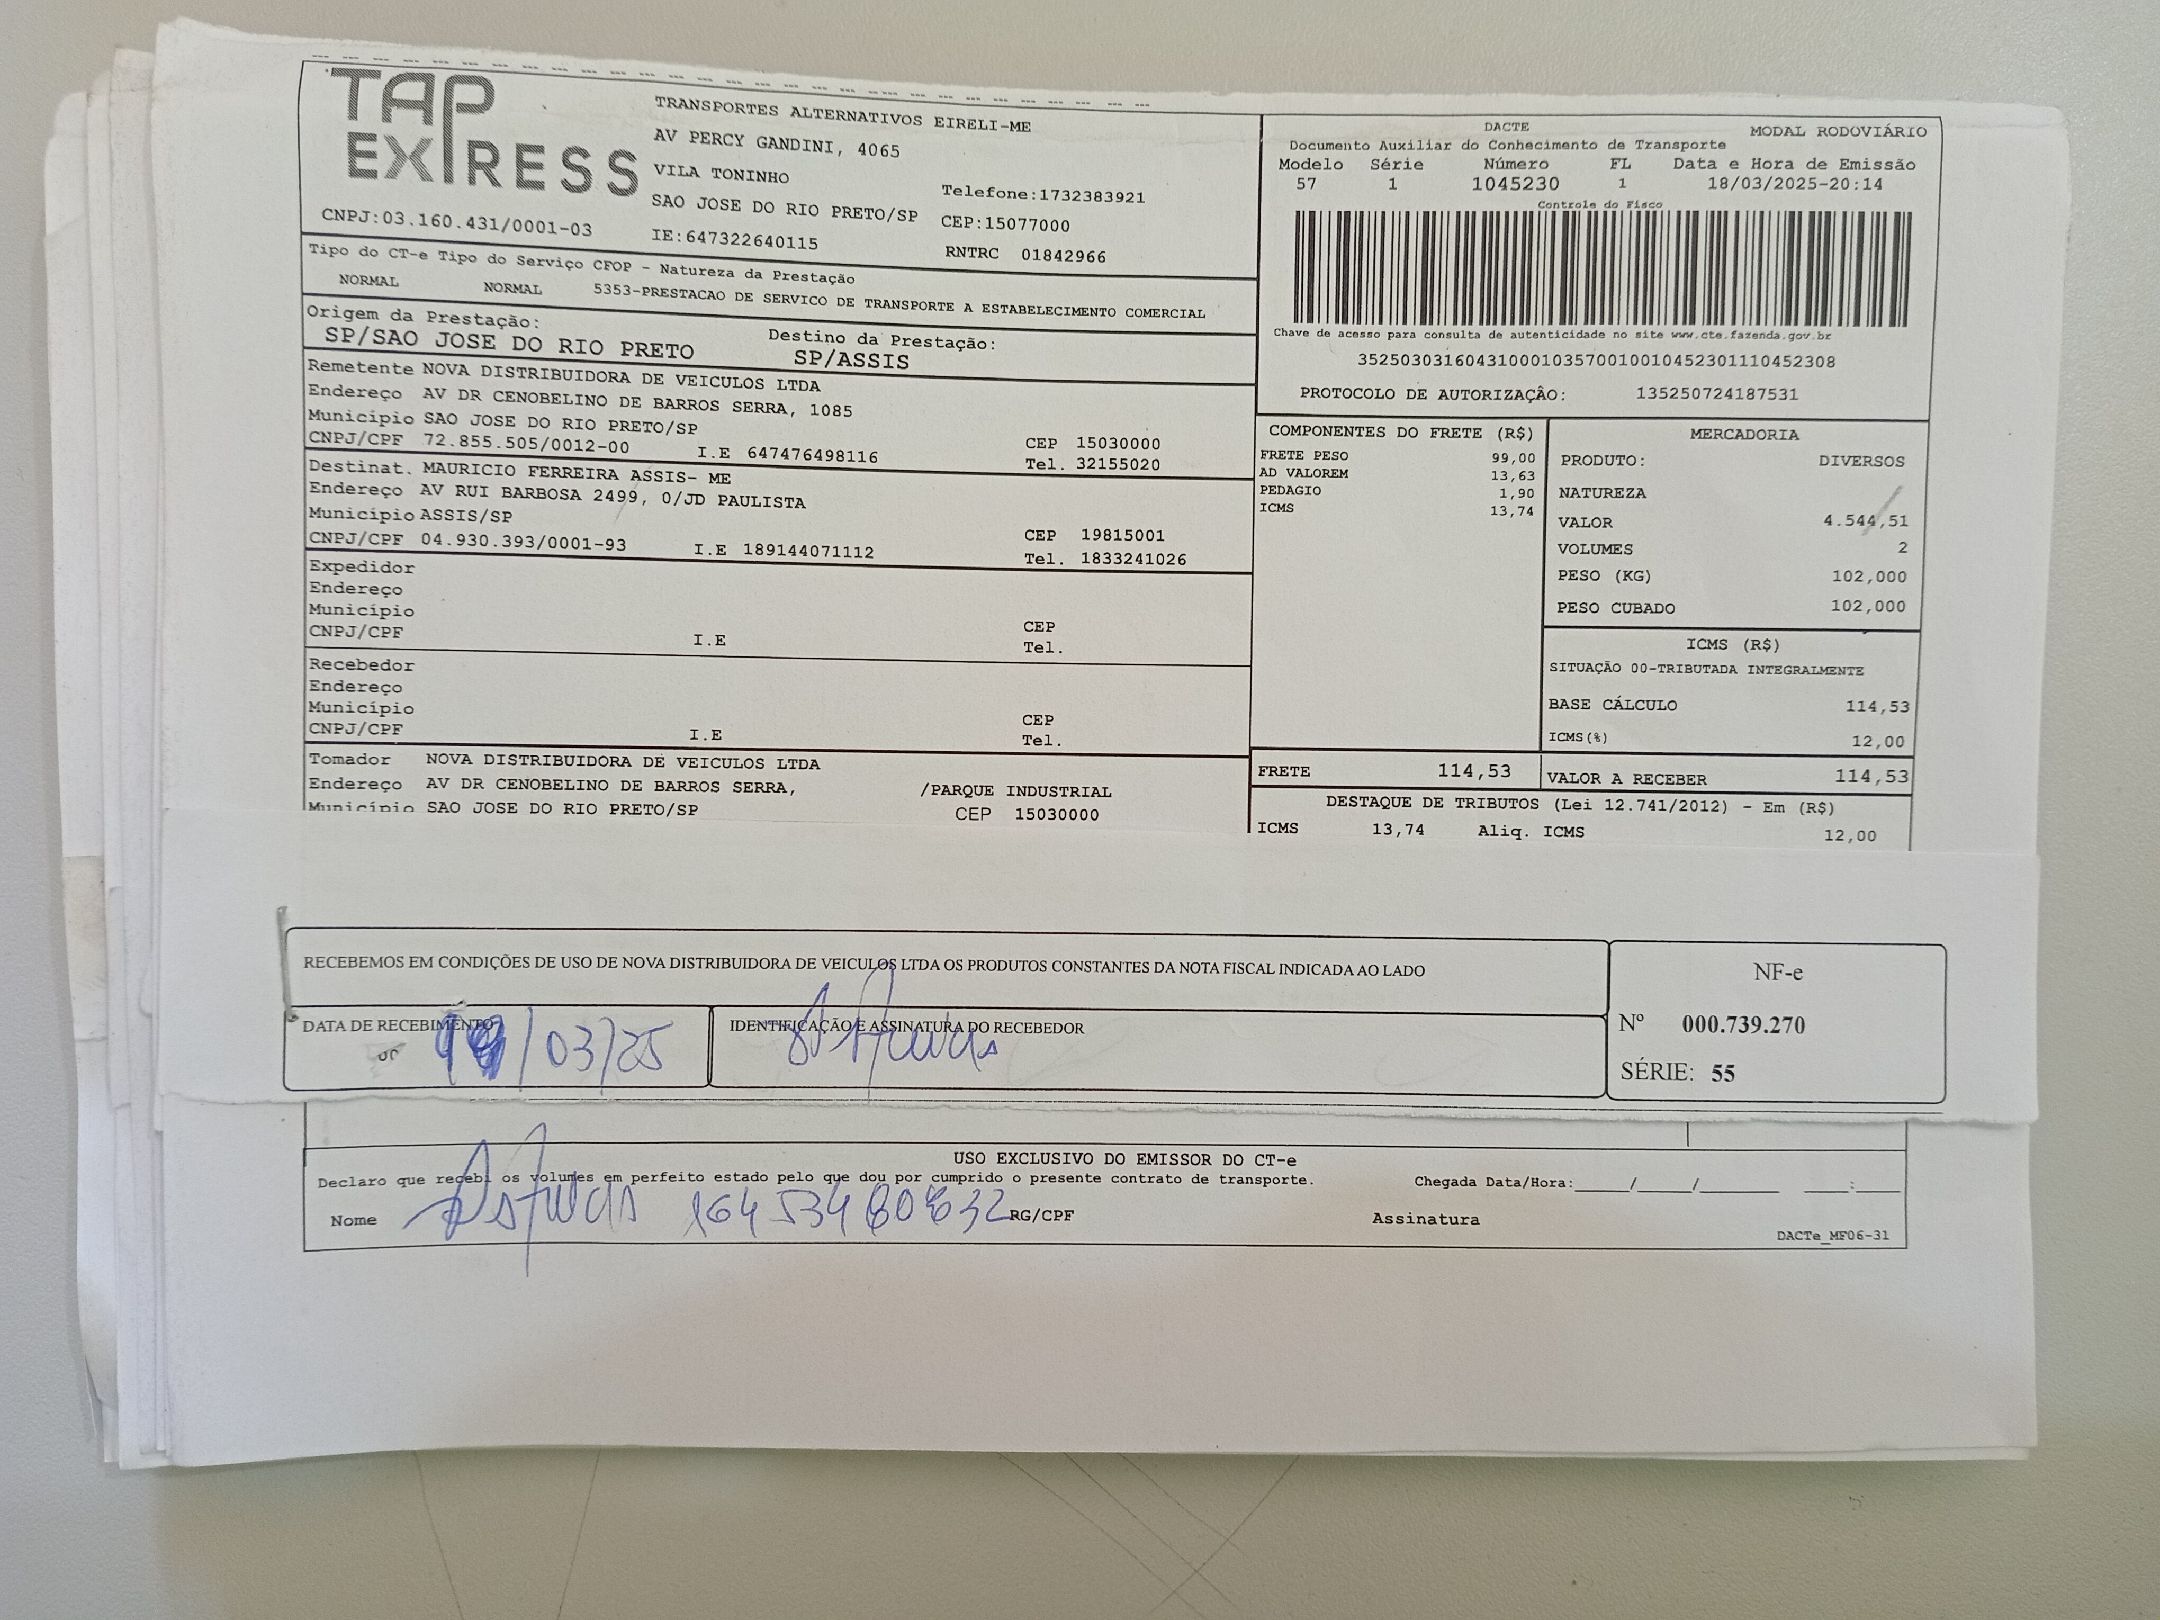 TAP EXPRESS
TRANSPORTES ALTERNATIVOS EIRELI-ME
AV PERCY GANDINI, 4065
VILA TONINHO
Telefone:1732383921
SAO JOSE DO RIO PRETO/SP CEP:15077000
CNPJ:03.160.431/0001-03 IE:647322640115 RNTRC 01842966
Tipo do CT-e Tipo do Serviço CFOP - Natureza da Prestação
NORMAL NORMAL 5353-PRESTACAO DE SERVICO DE TRANSPORTE A ESTABELECIMENTO COMERCIAL
Origem da Prestação: Destino da Prestação:
SP/SAO JOSE DO RIO PRETO SP/ASSIS
Remetente NOVA DISTRIBUIDORA DE VEICULOS LTDA
Endereço AV DR CENOBELINO DE BARROS SERRA, 1085
Município SAO JOSE DO RIO PRETO/SP CEP 15030000
CNPJ/CPF 72.855.505/0012-00 I.E 647476498116 Tel. 32155020
Destinat. MAURICIO FERREIRA ASSIS- ME
Endereço AV RUI BARBOSA 2499, 0/JD PAULISTA
Município ASSIS/SP CEP 19815001
CNPJ/CPF 04.930.393/0001-93 I.E 189144071112 Tel. 1833241026
Expedidor
Endereço
Município CEP
CNPJ/CPF I.E Tel.
Recebedor
Endereço
Município CEP
CNPJ/CPF I.E Tel.
Tomador NOVA DISTRIBUIDORA DE VEICULOS LTDA
Endereço AV DR CENOBELINO DE BARROS SERRA, /PARQUE INDUSTRIAL
Município SAO JOSE DO RIO PRETO/SP CEP 15030000
DACTE MODAL RODOVIÁRIO
Documento Auxiliar do Conhecimento de Transporte
Modelo Série Número FL Data e Hora de Emissão
57 1 1045230 1 18/03/2025-20:14
Controle do Fisco
Chave de acesso para consulta de autenticidade no site www.cte.fazenda.gov.br
35250303160431000103570010010452301110452308
PROTOCOLO DE AUTORIZAÇÂO: 135250724187531
COMPONENTES DO FRETE (R$)
FRETE PESO 99,00
AD VALOREM 13,63
PEDAGIO 1,90
ICMS 13,74
MERCADORIA
PRODUTO: DIVERSOS
NATUREZA
VALOR 4.544,51
VOLUMES 2
PESO (KG) 102,000
PESO CUBADO 102,000
ICMS (R$)
SITUAÇÃO 00-TRIBUTADA INTEGRALMENTE
BASE CÁLCULO 114,53
ICMS(%) 12,00
FRETE 114,53 VALOR A RECEBER 114,53
DESTAQUE DE TRIBUTOS (Lei 12.741/2012) - Em (R$)
ICMS 13,74 Aliq. ICMS 12,00
RECEBEMOS EM CONDIÇÕES DE USO DE NOVA DISTRIBUIDORA DE VEICULOS LTDA OS PRODUTOS CONSTANTES DA NOTA FISCAL INDICADA AO LADO
DATA DE RECEBIMENTO IDENTIFICAÇÃO E ASSINATURA DO RECEBEDOR
/03/25
NF-e
Nº 000.739.270
SÉRIE: 55
USO EXCLUSIVO DO EMISSOR DO CT-e
Declaro que recebi os volumes em perfeito estado pelo que dou por cumprido o presente contrato de transporte. Chegada Data/Hora:____/____/______ ____:____
Nome RG/CPF Assinatura
DACTe_MF06-31